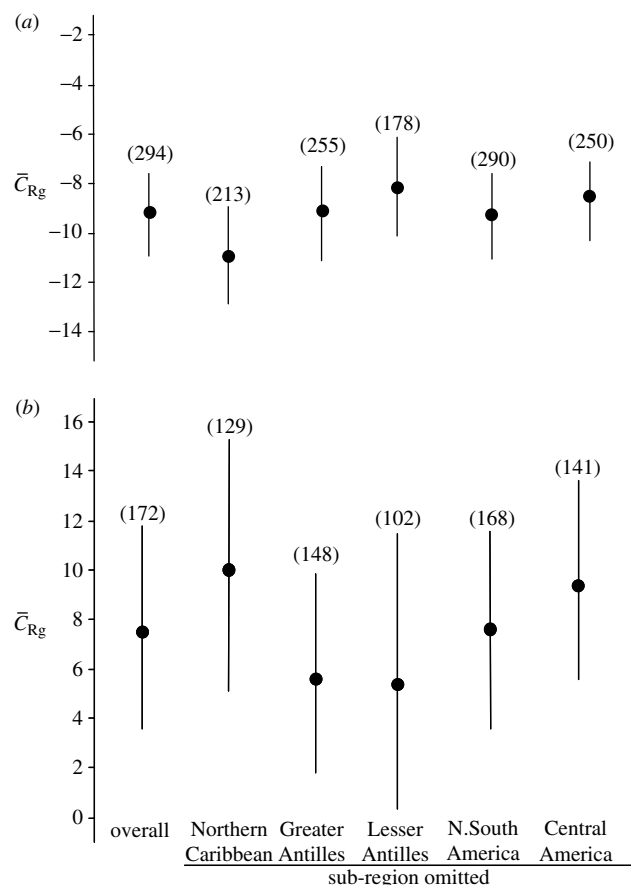 (a)
−2
−4
−6
−8
−10
−12
−14
C̄Rg
(294)
(213)
(255)
(178)
(290)
(250)
(b)
16
14
12
10
8
6
4
2
0
C̄Rg
(172)
(129)
(148)
(102)
(168)
(141)
overall
Northern Caribbean
Greater Antilles
Lesser Antilles
N.South America
Central America
sub-region omitted